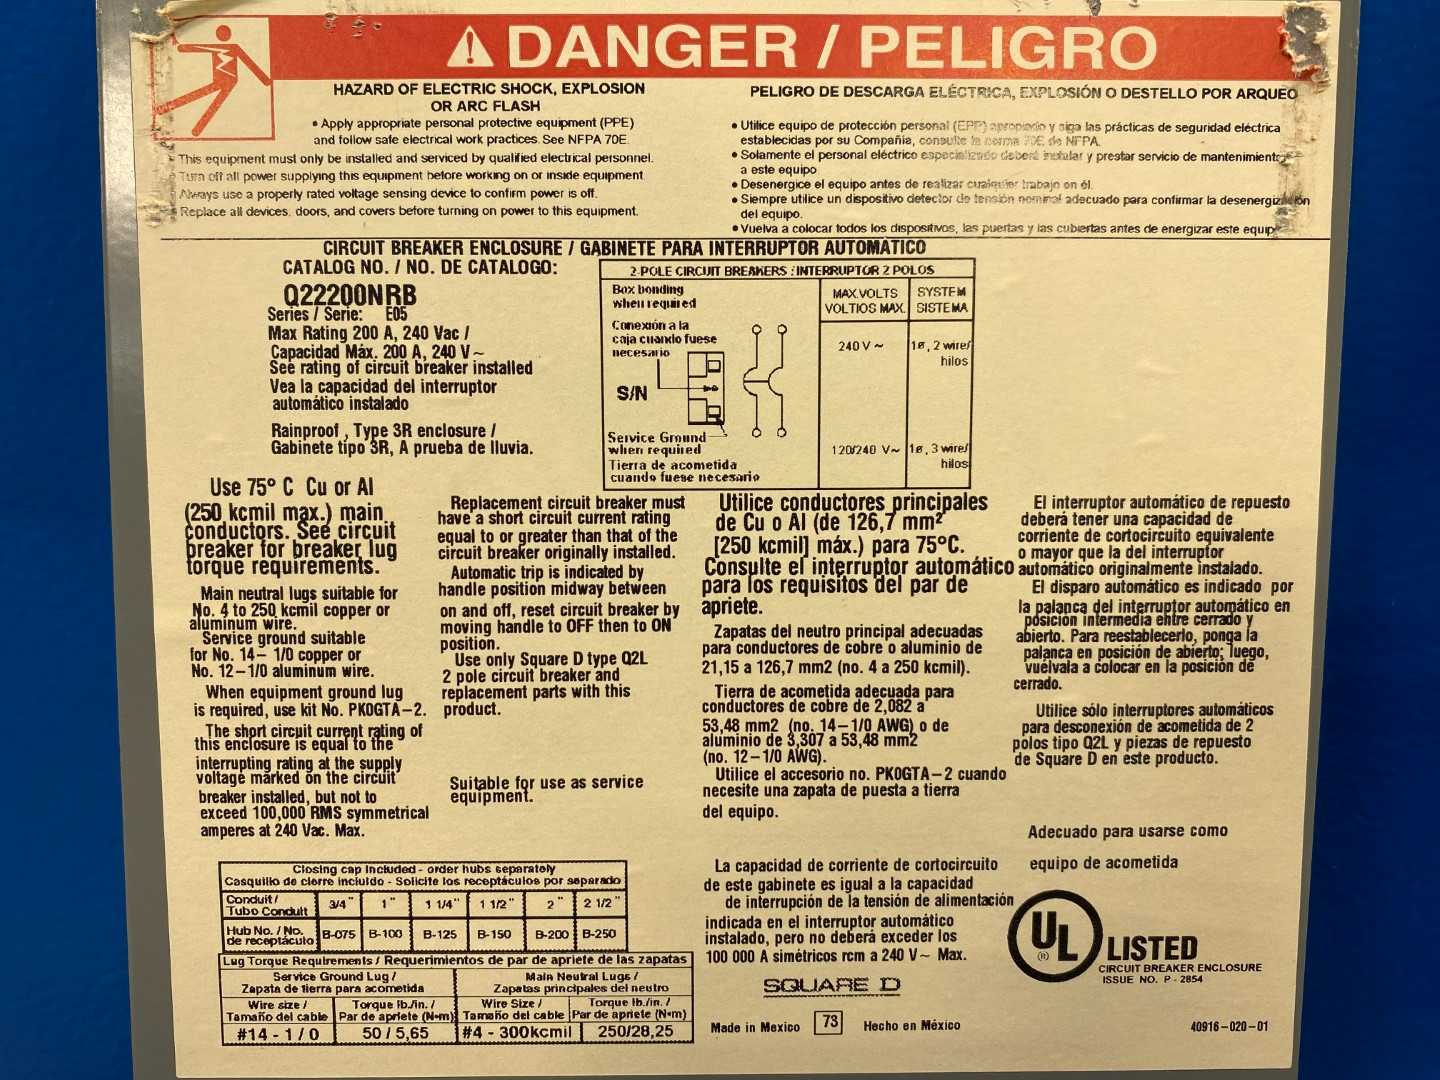 DANGER / PELIGRO
HAZARD OF ELECTRIC SHOCK, EXPLOSION
OR ARC FLASH
• Apply appropriate personal protective equipment (PPE)
and follow safe electrical work practices. See NFPA 70E.
This equipment must only be installed and serviced by qualified electrical personnel.
Turn off all power supplying this equipment before working on or inside equipment
Always use a properly rated voltage sensing device to confirm power is off.
Replace all devices, doors, and covers before turning on power to this equipment.
PELIGRO DE DESCARGA ELÉCTRICA, EXPLOSIÓN O DESTELLO POR ARQUEO
• Utilice equipo de protección personal (EPP) apropiado y siga las prácticas de seguridad eléctrica
establecidas por su Compañía, consulte la norma 70E de NFPA.
• Solamente el personal eléctrico especializado deberá instalar y prestar servicio de mantenimiento
a este equipo
• Desenergice el equipo antes de realizar cualquier trabajo en él.
• Siempre utilice un dispositivo detector de tensión nominal adecuado para confirmar la desenergización
del equipo.
• Vuelva a colocar todos los dispositivos, las puertas y las cubiertas antes de energizar este equipo
CIRCUIT BREAKER ENCLOSURE / GABINETE PARA INTERRUPTOR AUTOMÁTICO
CATALOG NO. / NO. DE CATALOGO:
Q22200NRB
Series / Serie: E05
Max Rating 200 A, 240 Vac /
Capacidad Máx. 200 A, 240 V ~
See rating of circuit breaker installed
Vea la capacidad del interruptor
automático instalado
Rainproof , Type 3R enclosure /
Gabinete tipo 3R, A prueba de lluvia.
2-POLE CIRCUIT BREAKERS / INTERRUPTOR 2 POLOS
Box bonding
when required
Conexión a la
caja cuando fuese
necesario
S/N
Service Ground
when required
Tierra de acometida
cuando fuese necesario
MAX.VOLTS
VOLTIOS MAX.
SYSTEM
SISTEMA
240 V ~
1ø, 2 wire/
hilos
120/240 V~
1ø, 3 wire/
hilos
Use 75° C Cu or Al
(250 kcmil max.) main
conductors. See circuit
breaker for breaker lug
torque requirements.
Main neutral lugs suitable for
No. 4 to 250 kcmil copper or
aluminum wire.
Service ground suitable
for No. 14– 1/0 copper or
No. 12–1/0 aluminum wire.
When equipment ground lug
is required, use kit No. PK0GTA–2.
The short circuit current rating of
this enclosure is equal to the
interrupting rating at the supply
voltage marked on the circuit
breaker installed, but not to
exceed 100,000 RMS symmetrical
amperes at 240 Vac. Max.
Replacement circuit breaker must
have a short circuit current rating
equal to or greater than that of the
circuit breaker originally installed.
Automatic trip is indicated by
handle position midway between
on and off, reset circuit breaker by
moving handle to OFF then to ON
position.
Use only Square D type Q2L
2 pole circuit breaker and
replacement parts with this
product.
Suitable for use as service
equipment.
Utilice conductores principales
de Cu o Al (de 126,7 mm²
[250 kcmil] máx.) para 75°C.
Consulte el interruptor automático
para los requisitos del par de
apriete.
Zapatas del neutro principal adecuadas
para conductores de cobre o aluminio de
21,15 a 126,7 mm2 (no. 4 a 250 kcmil).
Tierra de acometida adecuada para
conductores de cobre de 2,082 a
53,48 mm2 (no. 14–1/0 AWG) o de
aluminio de 3,307 a 53,48 mm2
(no. 12–1/0 AWG).
Utilice el accesorio no. PK0GTA–2 cuando
necesite una zapata de puesta a tierra
del equipo.
La capacidad de corriente de cortocircuito
de este gabinete es igual a la capacidad
de interrupción de la tensión de alimentación
indicada en el interruptor automático
instalado, pero no deberá exceder los
100 000 A simétricos rcm a 240 V~ Max.
El interruptor automático de repuesto
deberá tener una capacidad de
corriente de cortocircuito equivalente
o mayor que la del interruptor
automático originalmente instalado.
El disparo automático es indicado por
la palanca del interruptor automático en
posición intermedia entre cerrado y
abierto. Para reestablecerlo, ponga la
palanca en posición de abierto; luego,
vuélvala a colocar en la posición de
cerrado.
Utilice sólo interruptores automáticos
para desconexión de acometida de 2
polos tipo Q2L y piezas de repuesto
de Square D en este producto.
Adecuado para usarse como
equipo de acometida
Closing cap included - order hubs separately
Casquillo de cierre incluido - Solicite los receptáculos por separado
Conduit / Tubo Conduit 3/4" 1" 1 1/4" 1 1/2" 2" 2 1/2"
Hub No. / No. de receptáculo B-075 B-100 B-125 B-150 B-200 B-250
Lug Torque Requirements / Requerimientos de par de apriete de las zapatas
Service Ground Lug /
Zapata de tierra para acometida
Main Neutral Lugs /
Zapatas principales del neutro
Wire size / Torque lb./in. / Wire Size / Torque lb./in. /
Tamaño del cable Par de apriete (N•m) Tamaño del cable Par de apriete (N•m)
#14 - 1 / 0 50 / 5,65 #4 - 300kcmil 250/28,25
SQUARE D
Made in Mexico 73 Hecho en México
UL
®
LISTED
CIRCUIT BREAKER ENCLOSURE
ISSUE NO. P - 2854
40916–020–01